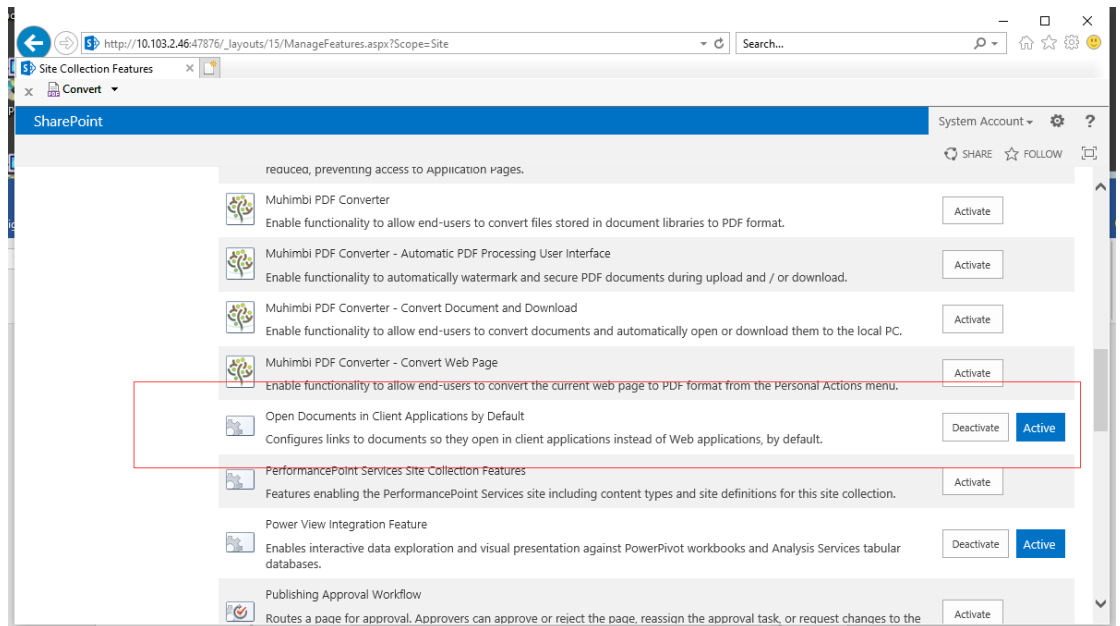 http://10.103.2.46:47876/_layouts/15/ManageFeatures.aspx?Scope=Site
Search...
Site Collection Features
x Convert
SharePoint
System Account
?
SHARE
FOLLOW
reduced, preventing access to Application Pages.
Muhimbi PDF Converter
Enable functionality to allow end-users to convert files stored in document libraries to PDF format.
Activate
Muhimbi PDF Converter - Automatic PDF Processing User Interface
Enable functionality to automatically watermark and secure PDF documents during upload and / or download.
Activate
Muhimbi PDF Converter - Convert Document and Download
Enable functionality to allow end-users to convert documents and automatically open or download them to the local PC.
Activate
Muhimbi PDF Converter - Convert Web Page
Enable functionality to allow end-users to convert the current web page to PDF format from the Personal Actions menu.
Activate
Open Documents in Client Applications by Default
Configures links to documents so they open in client applications instead of Web applications, by default.
Deactivate Active
PerformancePoint Services Site Collection Features
Features enabling the PerformancePoint Services site including content types and site definitions for this site collection.
Activate
Power View Integration Feature
Enables interactive data exploration and visual presentation against PowerPivot workbooks and Analysis Services tabular
databases.
Deactivate Active
Publishing Approval Workflow
Routes a page for approval. Approvers can approve or reject the page, reassign the approval task, or request changes to the
Activate